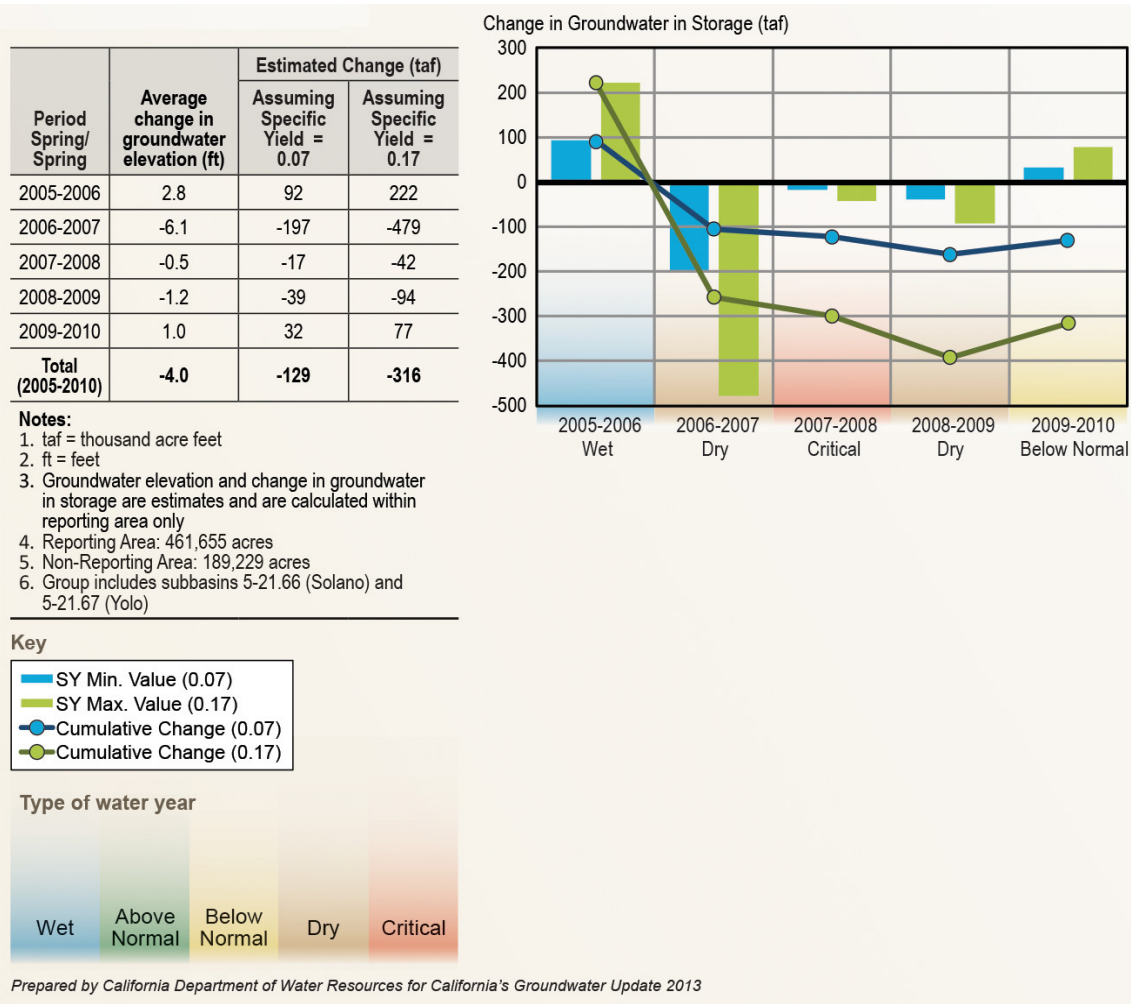 Period
Spring/
Spring
Average
change in
groundwater
elevation (ft)
Estimated Change (taf)
Assuming
Specific
Yield =
0.07
Assuming
Specific
Yield =
0.17
2005-2006 2.8 92 222
2006-2007 -6.1 -197 -479
2007-2008 -0.5 -17 -42
2008-2009 -1.2 -39 -94
2009-2010 1.0 32 77
Total
(2005-2010) -4.0 -129 -316
Notes:
1. taf = thousand acre feet
2. ft = feet
3. Groundwater elevation and change in groundwater
in storage are estimates and are calculated within
reporting area only
4. Reporting Area: 461,655 acres
5. Non-Reporting Area: 189,229 acres
6. Group includes subbasins 5-21.66 (Solano) and
5-21.67 (Yolo)
Key
SY Min. Value (0.07)
SY Max. Value (0.17)
Cumulative Change (0.07)
Cumulative Change (0.17)
Type of water year
Wet
Above
Normal
Below
Normal
Dry
Critical
Change in Groundwater in Storage (taf)
300
200
100
0
-100
-200
-300
-400
-500
2005-2006
Wet
2006-2007
Dry
2007-2008
Critical
2008-2009
Dry
2009-2010
Below Normal
Prepared by California Department of Water Resources for California's Groundwater Update 2013